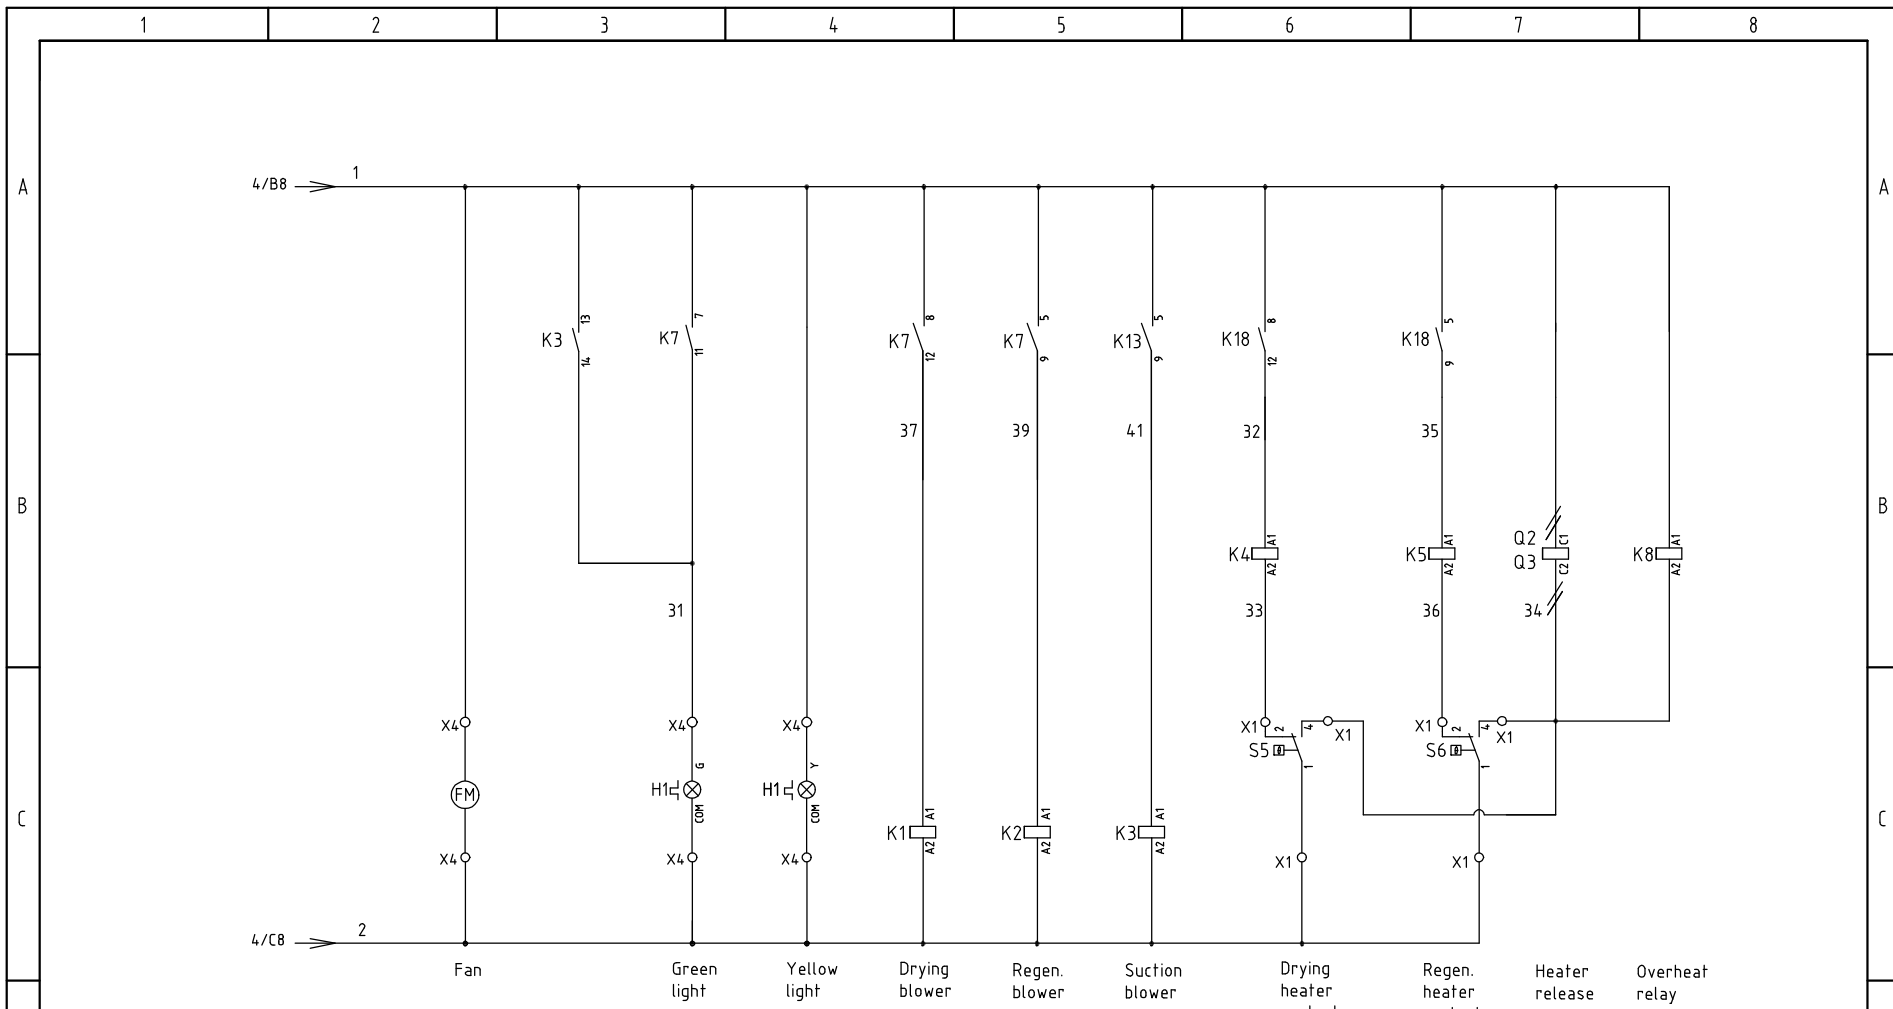 1 2 3 4 5 6 7 8
A A
4/B8 1
13 7 8 5 5 8 5
K3 K7 K7 K7 K13 K18 K18
14 11 12 9 9 12 9
37 39 41 32 35
B B
Q2 C1
K4 A1 K5 A1 Q3 K8 A1
A2 A2 C2 A2
31 33 36 34
X4 X4 X4 X1 2 4 X1 X1 2 4 X1
S5 1 S6 1
G Y
FM H1 H1
COM COM
C C
A1 A1 A1
K1 K2 K3
A2 A2 A2
X4 X4 X4 X1 X1
4/C8 2
Fan Green Yellow Drying Regen. Suction Drying Regen. Heater Overheat
light light blower blower blower heater heater release relay